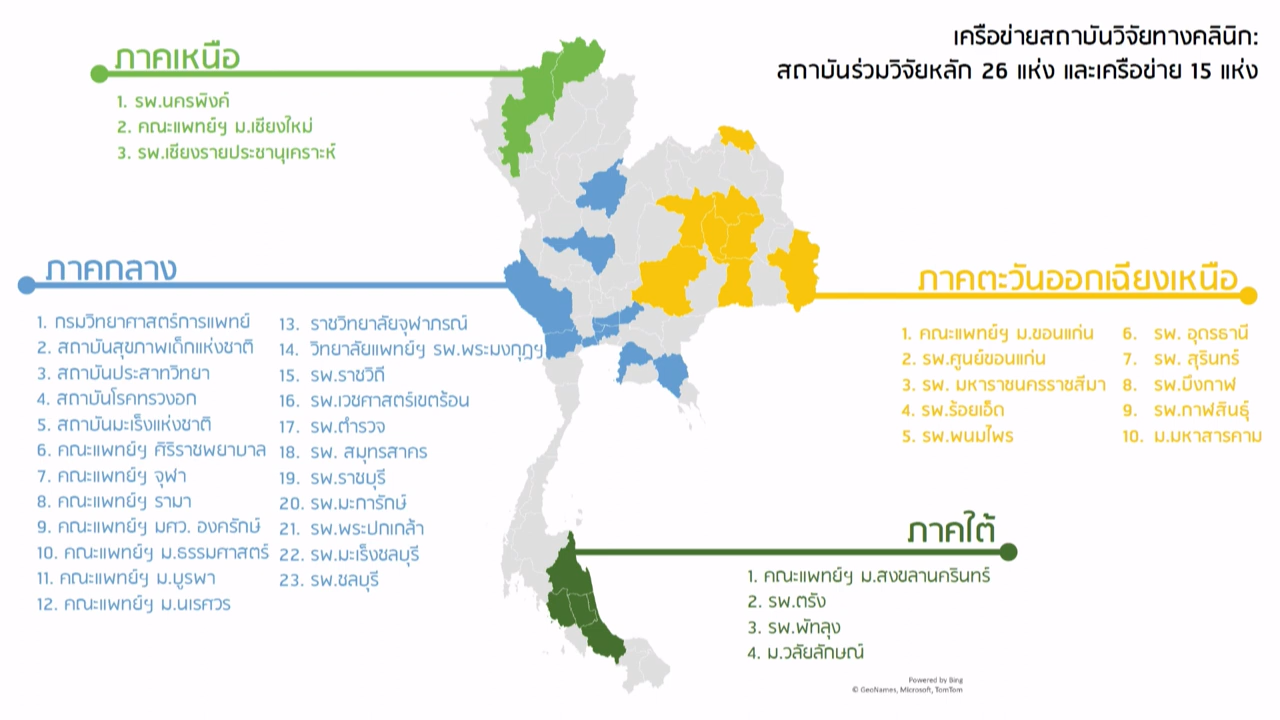 เครือข่ายสถาบันวิจัยทางคลินิก:
สถาบันร่วมวิจัยหลัก 26 แห่ง และเครือข่าย 15 แห่ง
ภาคเหนือ
1. รพ.นครพิงค์
2. คณะแพทย์ฯ ม.เชียงใหม่
3. รพ.เชียงรายประชานุเคราะห์
ภาคกลาง
1. กรมวิทยาศาสตร์การแพทย์
2. สถาบันสุขภาพเด็กแห่งชาติ
3. สถาบันประสาทวิทยา
4. สถาบันโรคทรวงอก
5. สถาบันมะเร็งแห่งชาติ
6. คณะแพทย์ฯ ศิริราชพยาบาล
7. คณะแพทย์ฯ จุฬา
8. คณะแพทย์ฯ รามา
9. คณะแพทย์ฯ มศว. องครักษ์
10. คณะแพทย์ฯ ม.ธรรมศาสตร์
11. คณะแพทย์ฯ ม.บูรพา
12. คณะแพทย์ฯ ม.นเรศวร
13. ราชวิทยาลัยจุฬาภรณ์
14. วิทยาลัยแพทย์ฯ รพ.พระมงกุฎฯ
15. รพ.ราชวิถี
16. รพ.เวชศาสตร์เขตร้อน
17. รพ.ตำรวจ
18. รพ. สมุทรสาคร
19. รพ.ราชบุรี
20. รพ.มะการักษ์
21. รพ.พระปกเกล้า
22. รพ.มะเร็งชลบุรี
23. รพ.ชลบุรี
ภาคตะวันออกเฉียงเหนือ
1. คณะแพทย์ฯ ม.ขอนแก่น
2. รพ.ศูนย์ขอนแก่น
3. รพ. มหาราชนครราชสีมา
4. รพ.ร้อยเอ็ด
5. รพ.พนมไพร
6. รพ. อุดรธานี
7. รพ. สุรินทร์
8. รพ.บึงกาฬ
9. รพ.กาฬสินธุ์
10. ม.มหาสารคาม
ภาคใต้
1. คณะแพทย์ฯ ม.สงขลานครินทร์
2. รพ.ตรัง
3. รพ.พัทลุง
4. ม.วลัยลักษณ์
Powered by Bing
© GeoNames, Microsoft, TomTom